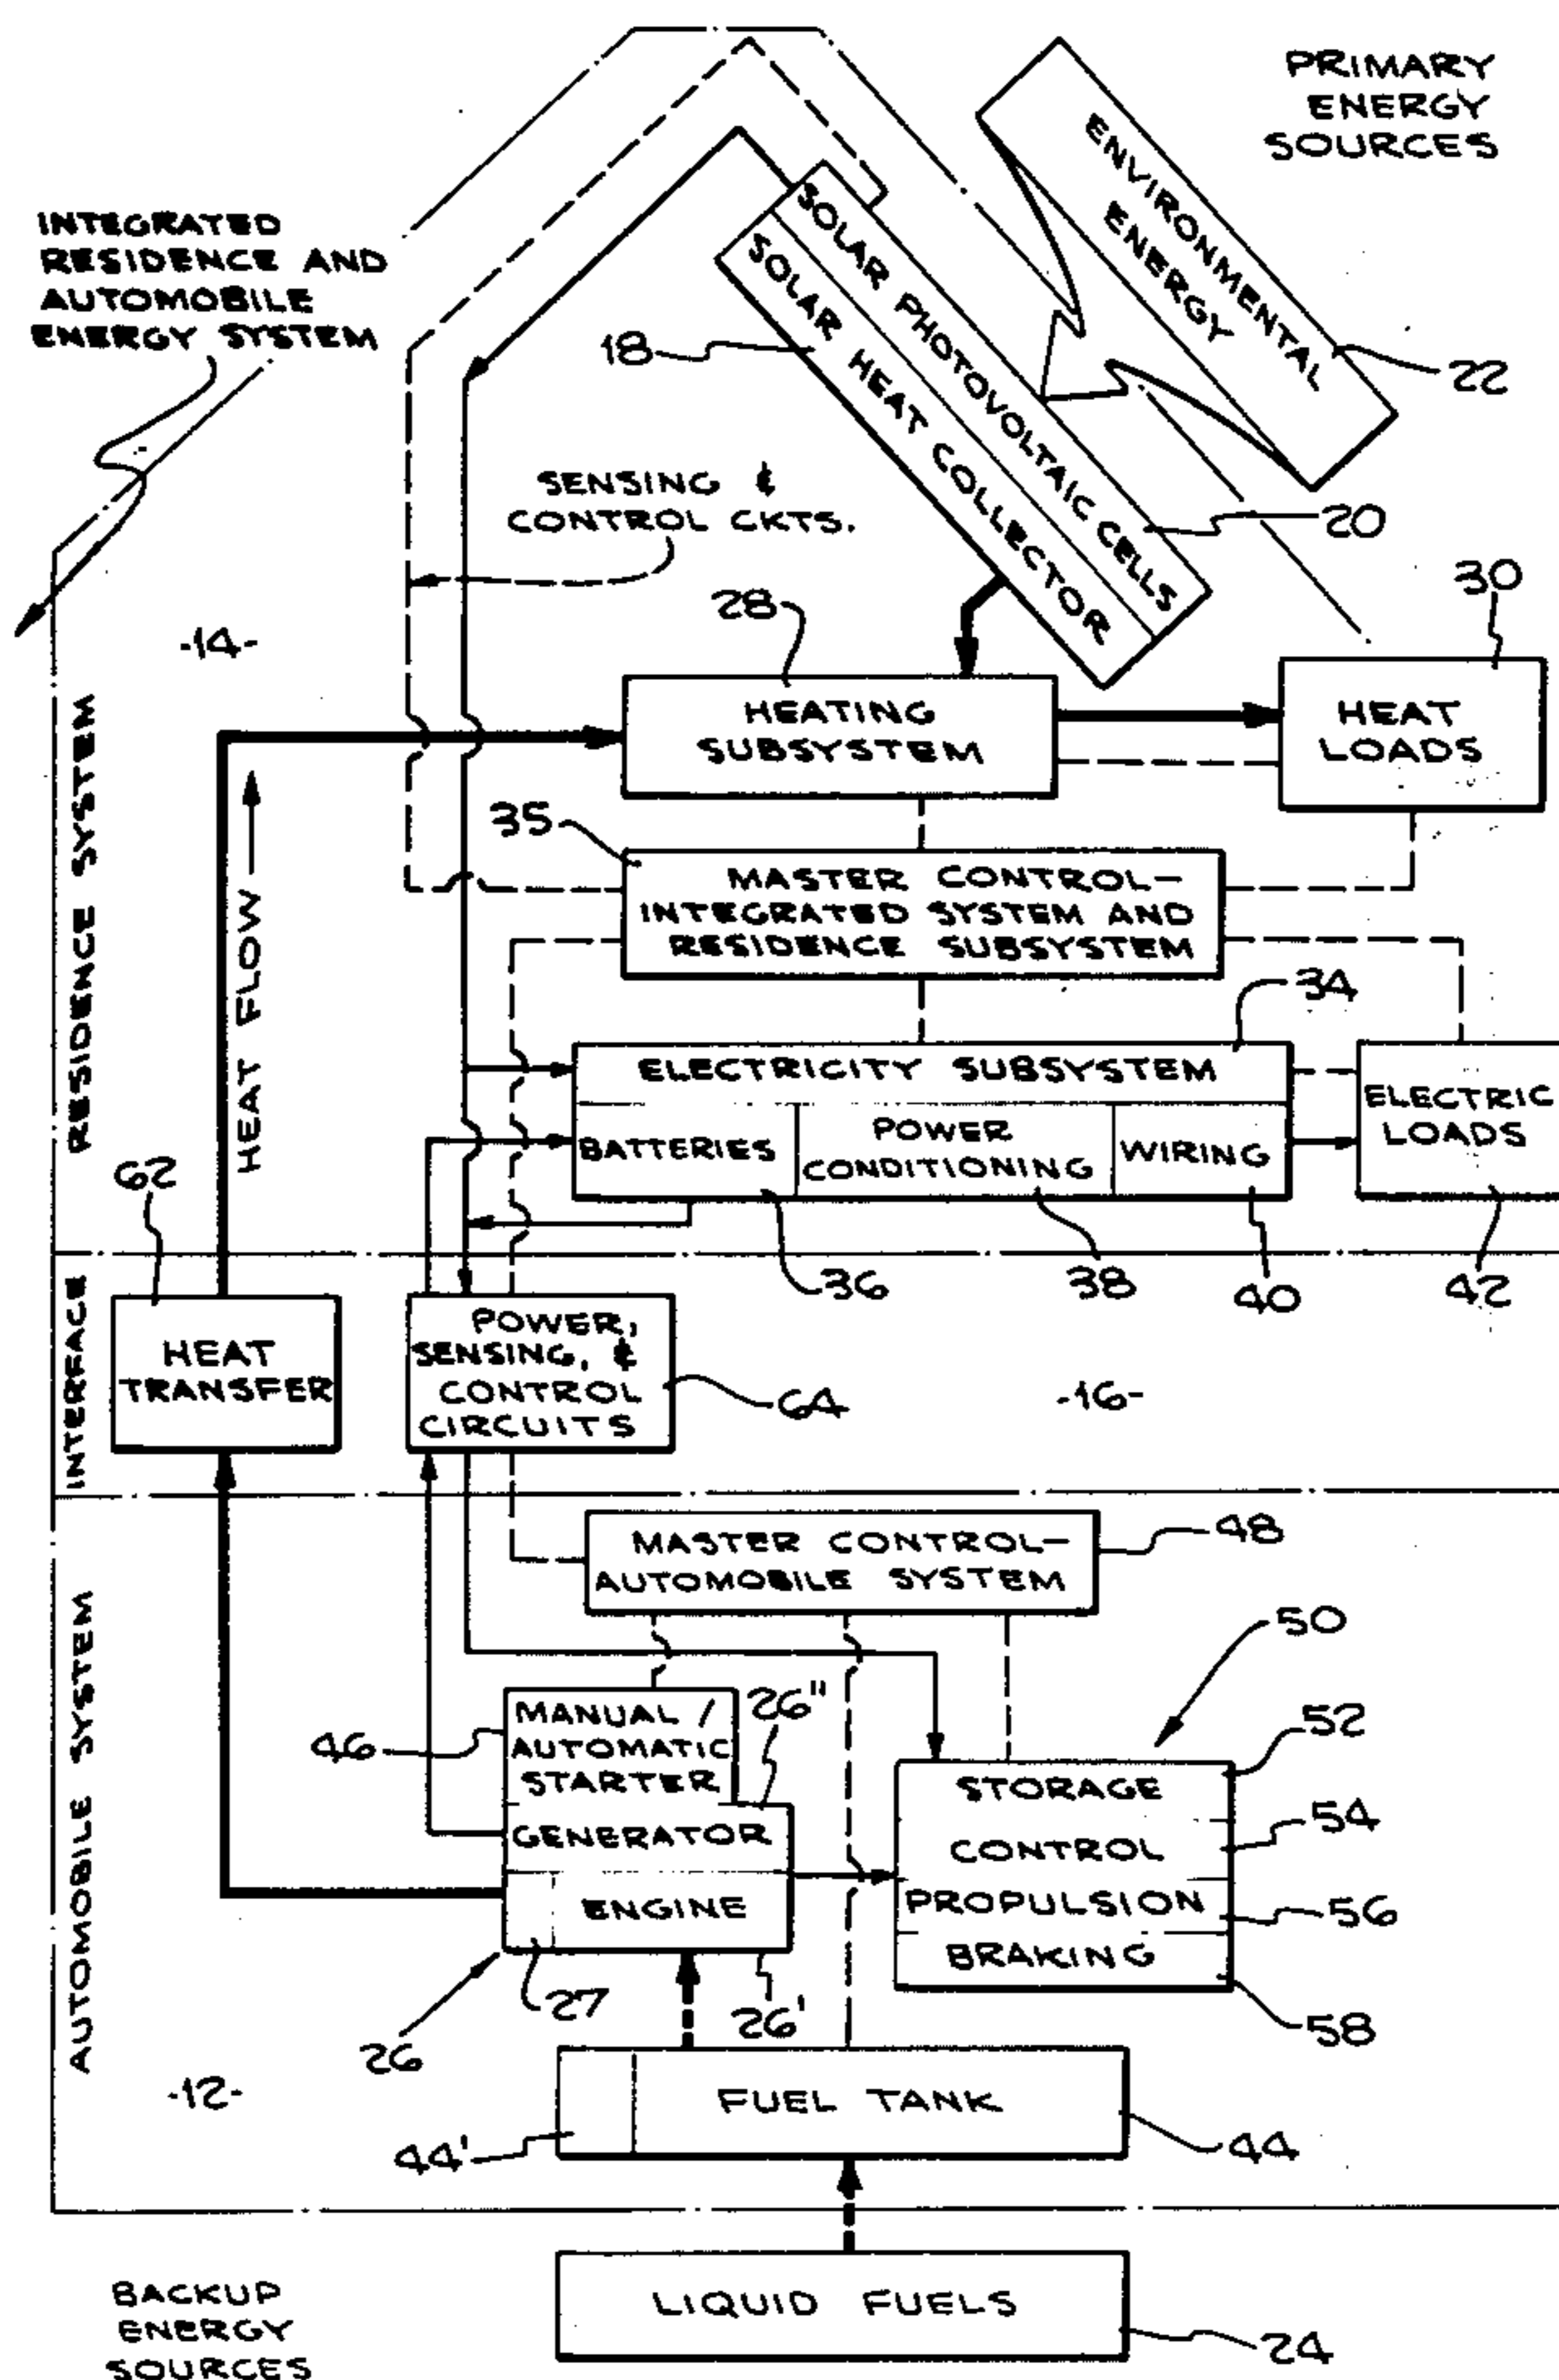 PRIMARY
ENERGY
SOURCES
ENVIRONMENTAL
ENERGY
22
INTEGRATED
RESIDENCE AND
AUTOMOBILE
ENERGY SYSTEM
SOLAR PHOTOVOLTAIC CELLS
SOLAR HEAT COLLECTOR
18
20
SENSING &
CONTROL CKTS.
-14-
28
30
HEATING
SUBSYSTEM
HEAT
LOADS
35
MASTER CONTROL-
INTEGRATED SYSTEM AND
RESIDENCE SUBSYSTEM
RESIDENCE SYSTEM
HEAT FLOW
34
ELECTRICITY SUBSYSTEM
BATTERIES
POWER
CONDITIONING
WIRING
ELECTRIC
LOADS
62
36
38
40
42
INTERFACE
HEAT
TRANSFER
POWER,
SENSING, &
CONTROL
CIRCUITS
64
-16-
MASTER CONTROL-
AUTOMOBILE SYSTEM
48
AUTOMOBILE SYSTEM
50
46
MANUAL /
AUTOMATIC
STARTER
26"
GENERATOR
ENGINE
52
STORAGE
54
CONTROL
PROPULSION
56
BRAKING
58
27
26'
26
-12-
FUEL TANK
44'
44
LIQUID FUELS
24
BACKUP
ENERGY
SOURCES